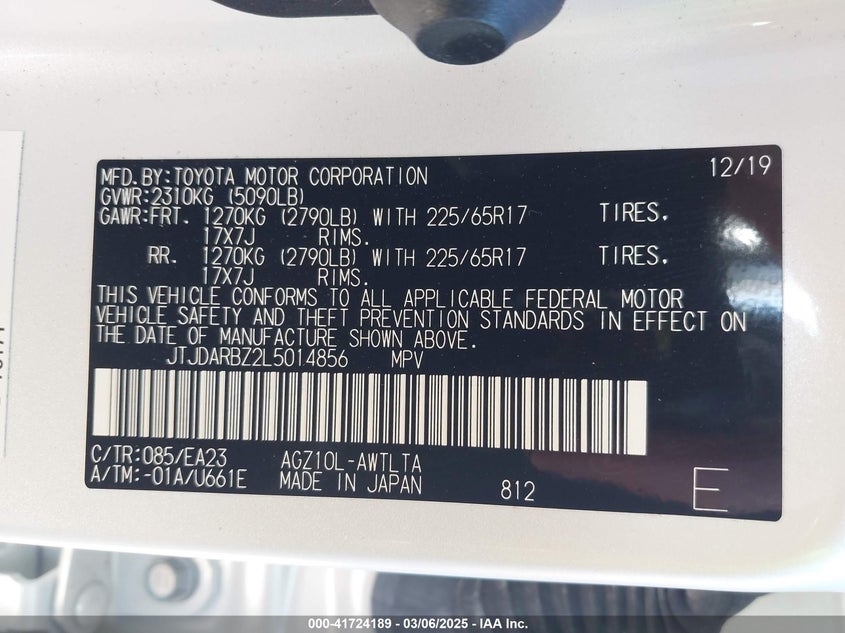 MFD.BY:TOYOTA MOTOR CORPORATION 12/19
GVWR:2310KG (5090LB)
GAWR:FRT. 1270KG (2790LB) WITH 225/65R17 TIRES.
17X7J RIMS.
RR. 1270KG (2790LB) WITH 225/65R17 TIRES.
17X7J RIMS.
THIS VEHICLE CONFORMS TO ALL APPLICABLE FEDERAL MOTOR
VEHICLE SAFETY AND THEFT PREVENTION STANDARDS IN EFFECT ON
THE DATE OF MANUFACTURE SHOWN ABOVE.
JTJDARBZ2L5014856 MPV
C/TR:085/EA23 AGZ10L-AWTLTA
A/TM:-01A/U661E MADE IN JAPAN 812 E
000-41724189 - 03/06/2025 - IAA Inc.